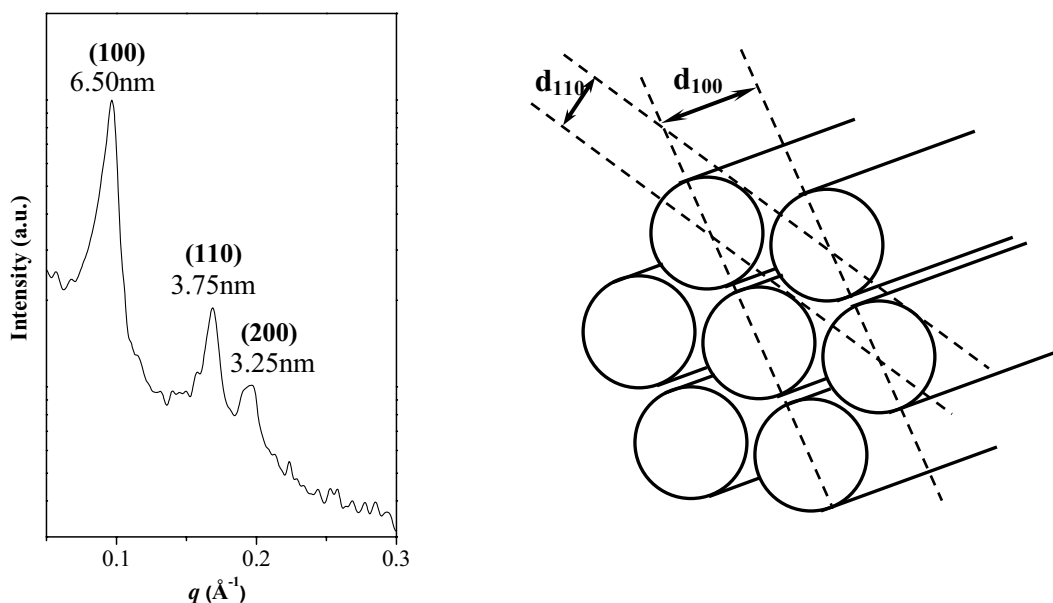 (100)
6.50nm
(110)
3.75nm
(200)
3.25nm
Intensity (a.u.)
0.1 0.2 0.3
q (Å-1)
d110
d100